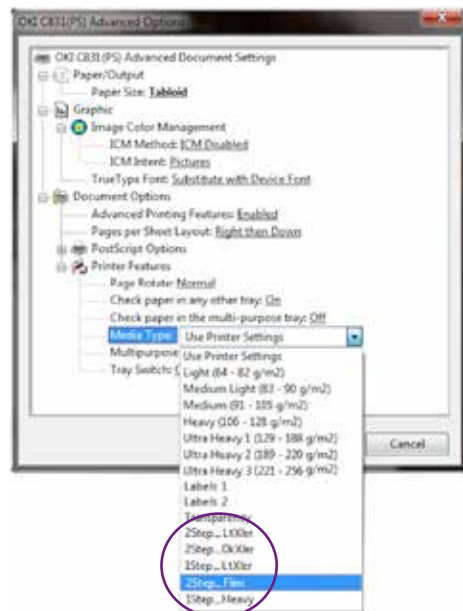 OKI C831(PS) Advanced Options
OKI C831(PS) Advanced Document Settings
Paper/Output
Paper Size: Tabloid
Graphic
Image Color Management
ICM Method: ICM Disabled
ICM Intent: Pictures
TrueType Font: Substitute with Device Font
Document Options
Advanced Printing Features: Enabled
Pages per Sheet Layout: Right then Down
PostScript Options
Printer Features
Page Rotate: Normal
Check paper in any other tray: On
Check paper in the multi-purpose tray: Off
Media Type: Use Printer Settings
Multipurpose Use Printer Settings
Tray Switch: Light (64 - 82 g/m2)
Medium Light (83 - 90 g/m2)
Medium (91 - 105 g/m2)
Heavy (106 - 128 g/m2)
Ultra Heavy 1 (129 - 188 g/m2)
Ultra Heavy 2 (189 - 220 g/m2)
Ultra Heavy 3 (221 - 256 g/m2)
Cancel
Labels 1
Labels 2
Transparency
2Step_LtXfer
2Step_DkXfer
1Step_LtXfer
2Step_Film
1Step_Heavy